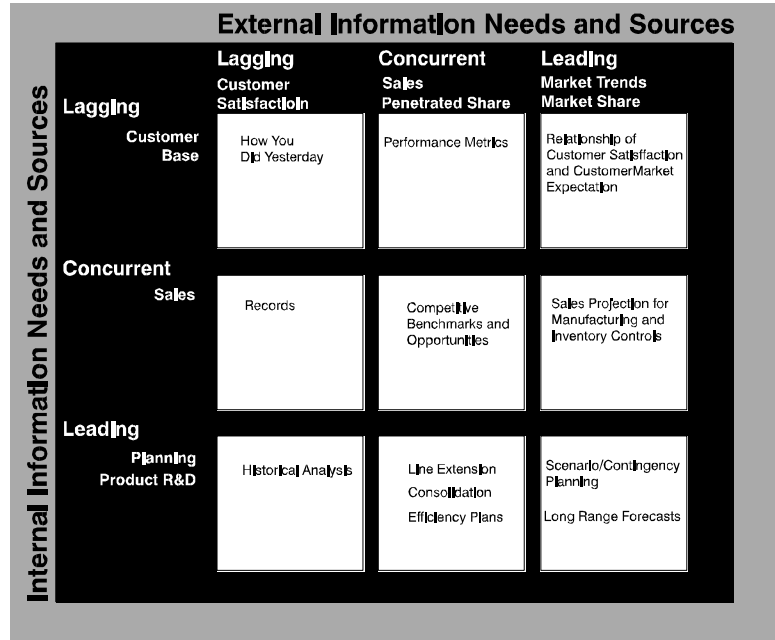 External Information Needs and Sources
Internal Information Needs and Sources
Lagging
Customer
Satisfactioin
Concurrent
Sales
Penetrated Share
Leading
Market Trends
Market Share
Lagging
Customer
Base
How You
Did Yesterday
Performance Metrics
Relationship of
Customer Satisffaction
and CustomerMarket
Expectation
Concurrent
Sales
Records
Competitive
Benchmarks and
Opportunities
Sales Projection for
Manufacturing and
Inventory Controls
Leading
Planning
Product R&D
Historical Analysis
Line Extension
Consolidation
Efficiency Plans
Scenario/Contingency
Planning
Long Range Forecasts